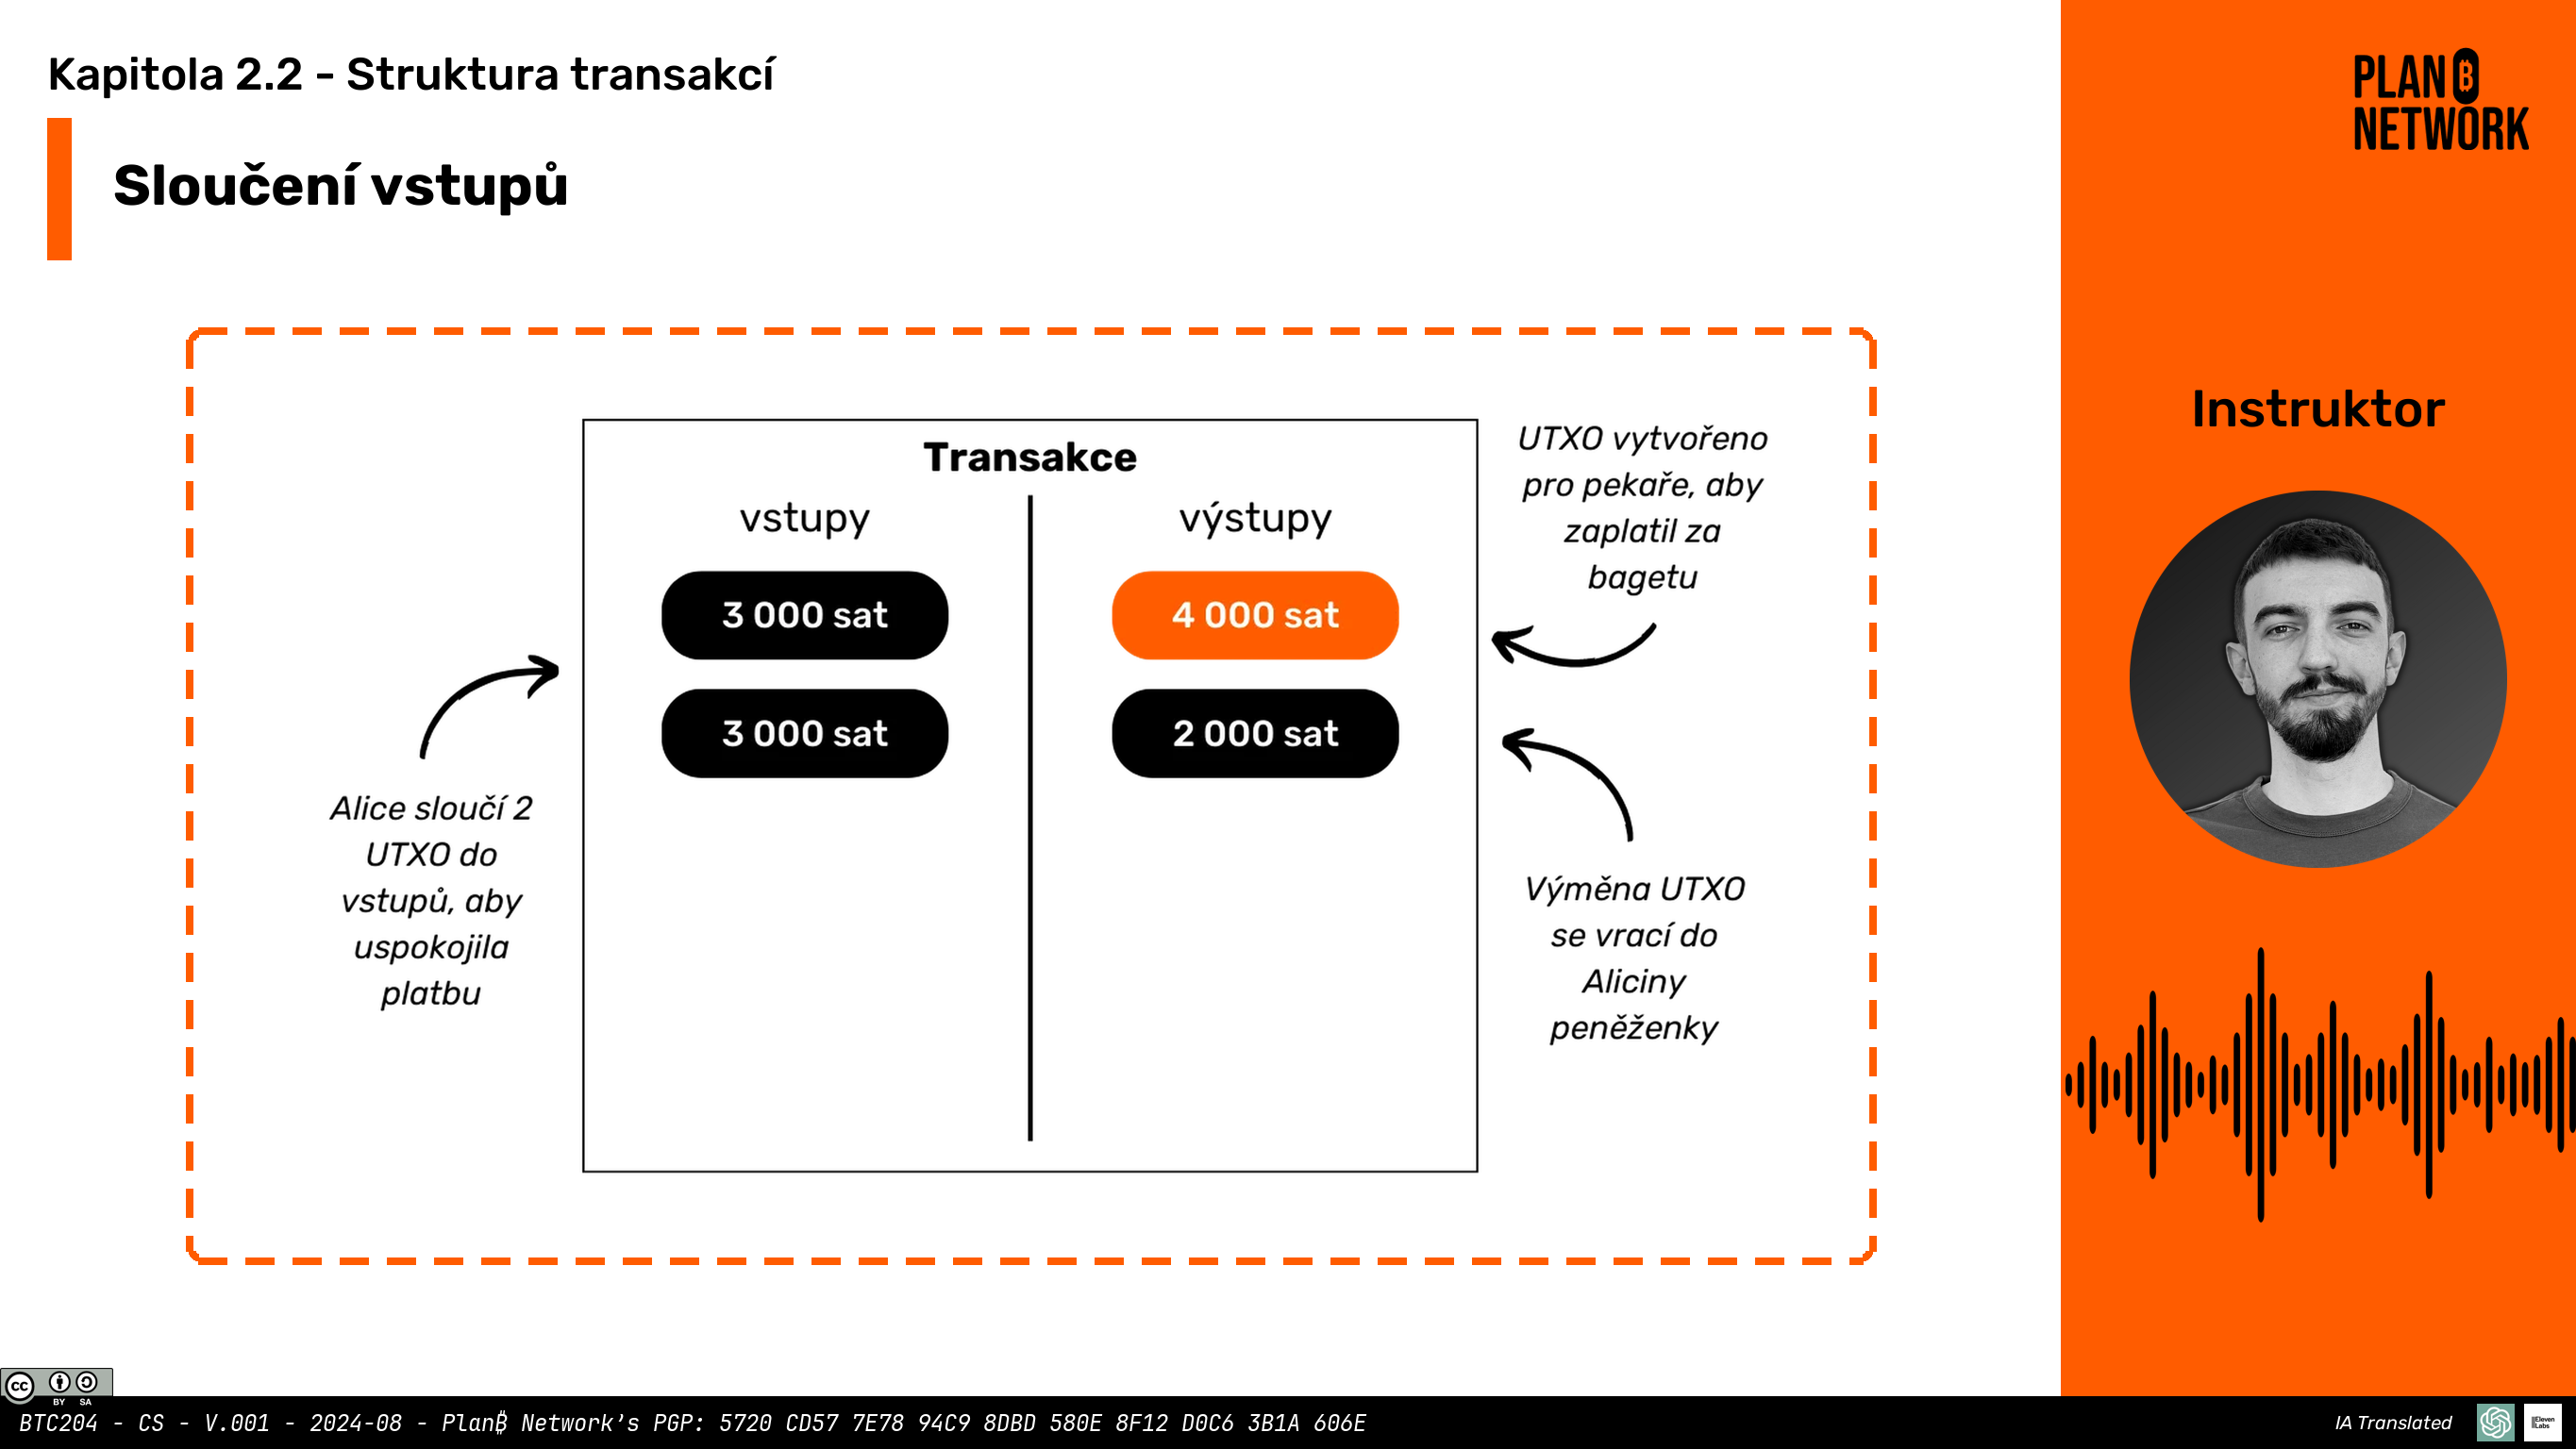 Kapitola 2.2 - Struktura transakcí
Sloučení vstupů
PLAN ₿
NETWORK
Instruktor
Transakce
vstupy
výstupy
3 000 sat
4 000 sat
3 000 sat
2 000 sat
UTXO vytvořeno
pro pekaře, aby
zaplatil za
bagetu
Alice sloučí 2
UTXO do
vstupů, aby
uspokojila
platbu
Výměna UTXO
se vrací do
Aliciny
peněženky
cc BY SA
BTC204 - CS - V.001 - 2024-08 - Plan₿ Network's PGP: 5720 CD57 7E78 94C9 8DBD 580E 8F12 D0C6 3B1A 606E
IA Translated
ElevenLabs